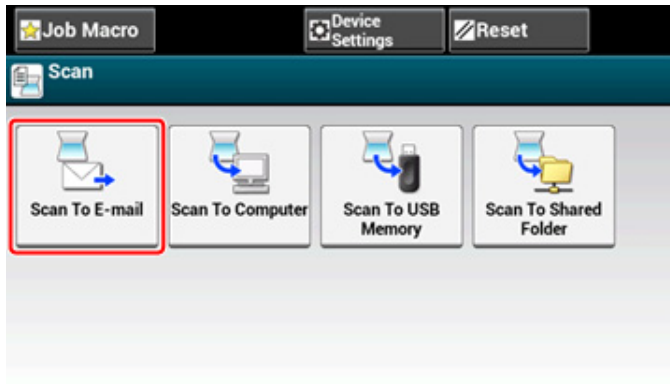 Job Macro
Device
Settings
Reset
Scan
Scan To E-mail
Scan To Computer
Scan To USB
Memory
Scan To Shared
Folder